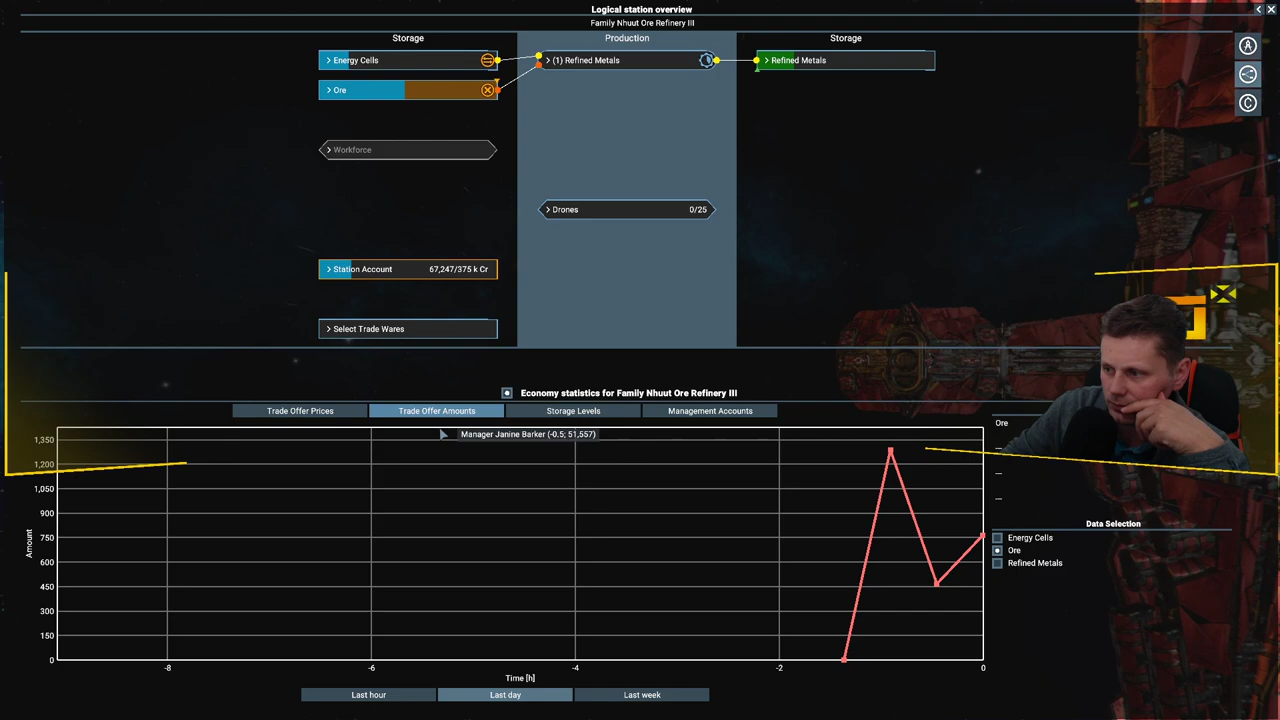 Logical station overview
Family Nhuut Ore Refinery III
Storage
Production
Storage
Energy Cells
(1) Refined Metals
Refined Metals
Ore
Workforce
Drones 0/25
Station Account 67,247/375 k Cr
Select Trade Wares
Economy statistics for Family Nhuut Ore Refinery III
Trade Offer Prices
Trade Offer Amounts
Storage Levels
Management Accounts
Manager Janine Barker (-0.5; 51,557)
Ore
1,350
1,200
1,050
900
750
600
450
300
150
0
Amount
-8
-6
-4
-2
0
Time [h]
Data Selection
Energy Cells
Ore
Refined Metals
Last hour
Last day
Last week